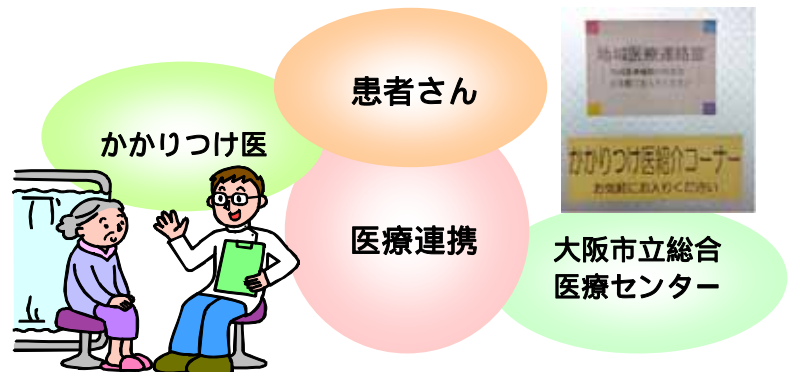 患者さん
かかりつけ医
医療連携
大阪市立総合
医療センター
地域医療連絡室
かかりつけ医紹介コーナー
お気軽にお入りください